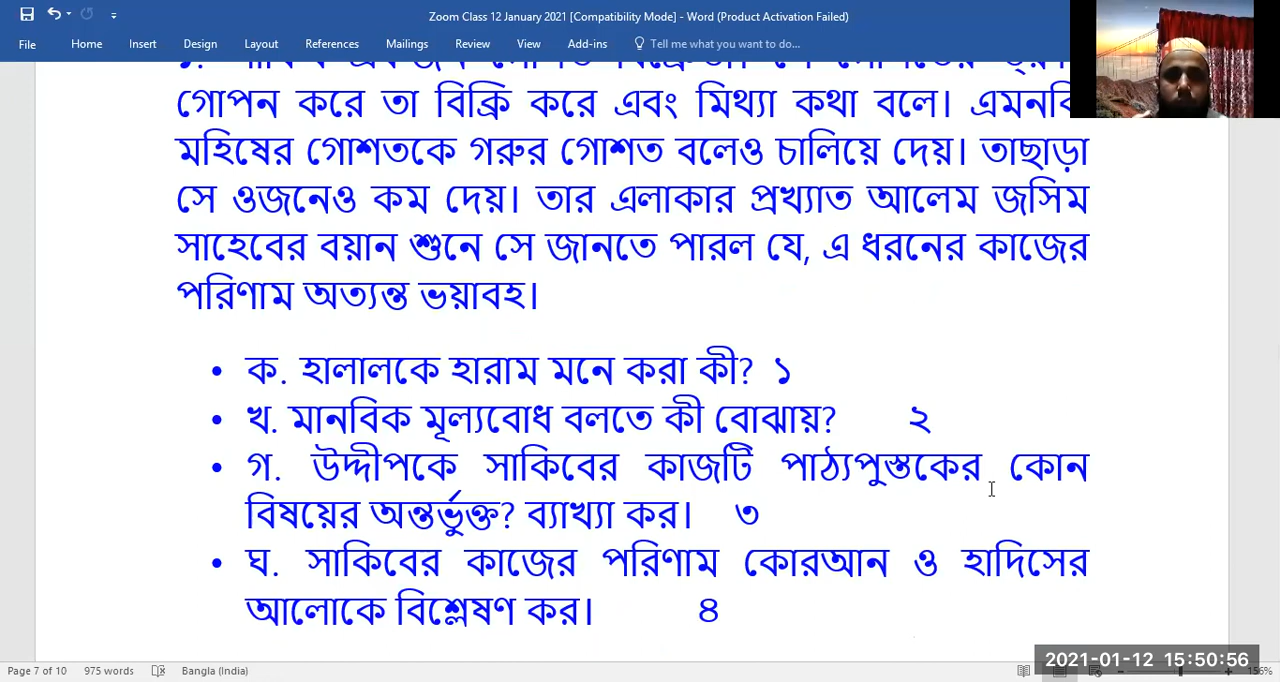 Zoom Class 12 January 2021 [Compatibility Mode] - Word (Product Activation Failed)
File Home Insert Design Layout References Mailings Review View Add-ins Tell me what you want to do...
গোপন করে তা বিক্রি করে এবং মিথ্যা কথা বলে। এমনকি
মহিষের গোশতকে গরুর গোশত বলেও চালিয়ে দেয়। তাছাড়া
সে ওজনেও কম দেয়। তার এলাকার প্রখ্যাত আলেম জসিম
সাহেবের বয়ান শুনে সে জানতে পারল যে, এ ধরনের কাজের
পরিণাম অত্যন্ত ভয়াবহ।
• ক. হালালকে হারাম মনে করা কী? ১
• খ. মানবিক মূল্যবোধ বলতে কী বোঝায়? ২
• গ. উদ্দীপকে সাকিবের কাজটি পাঠ্যপুস্তকের কোন
বিষয়ের অন্তর্ভুক্ত? ব্যাখ্যা কর। ৩
• ঘ. সাকিবের কাজের পরিণাম কোরআন ও হাদিসের
আলোকে বিশ্লেষণ কর। ৪
Page 7 of 10 975 words Bangla (India) 156%
2021-01-12 15:50:56